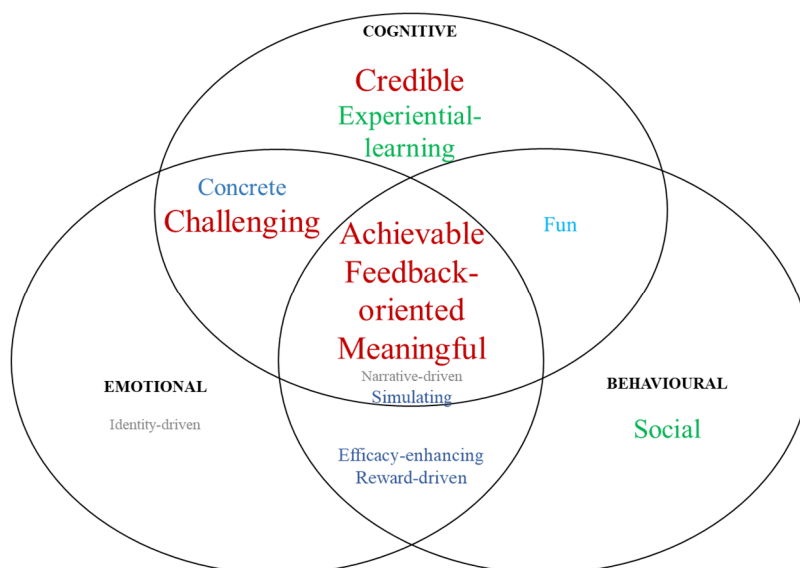 COGNITIVE
Credible
Experiential-
learning
Concrete
Challenging
Fun
Achievable
Feedback-
oriented
Meaningful
Narrative-driven
Simulating
EMOTIONAL
Identity-driven
BEHAVIOURAL
Social
Efficacy-enhancing
Reward-driven